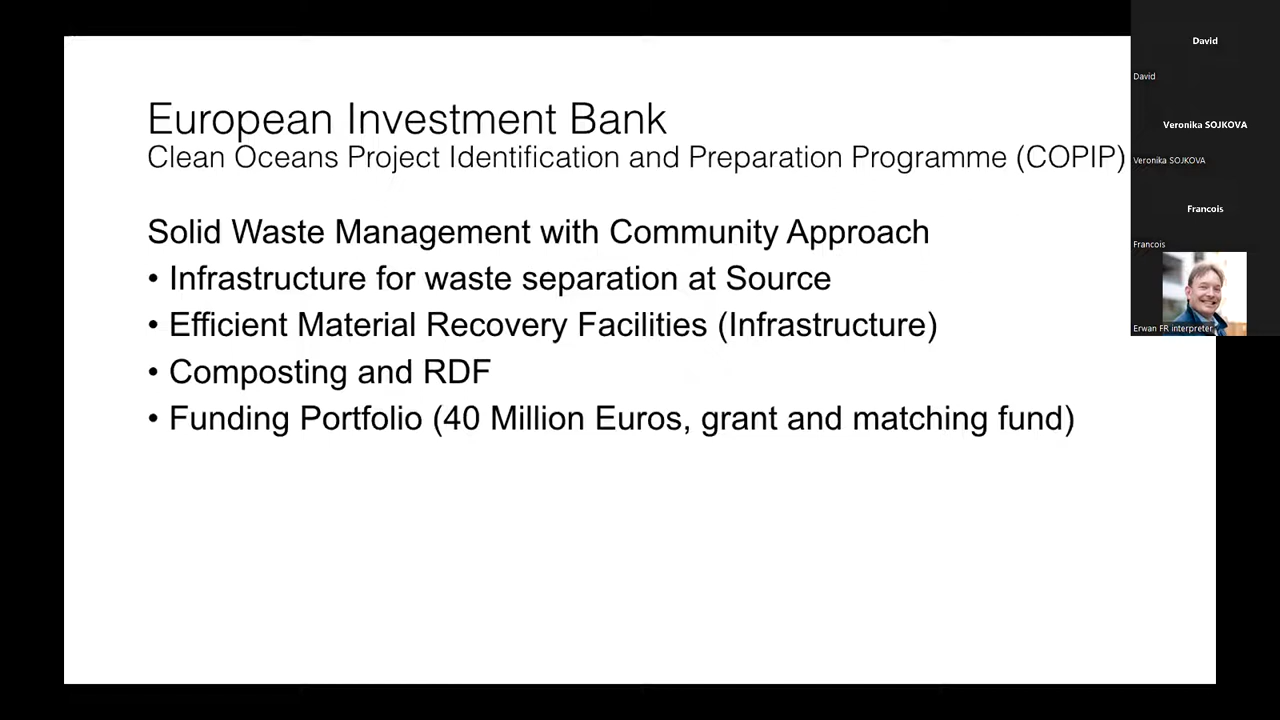 European Investment Bank
Clean Oceans Project Identification and Preparation Programme (COPIP)
Solid Waste Management with Community Approach
• Infrastructure for waste separation at Source
• Efficient Material Recovery Facilities (Infrastructure)
• Composting and RDF
• Funding Portfolio (40 Million Euros, grant and matching fund)
David
David
Veronika SOJKOVA
Veronika SOJKOVA
Francois
Francois
Erwan FR interpreter